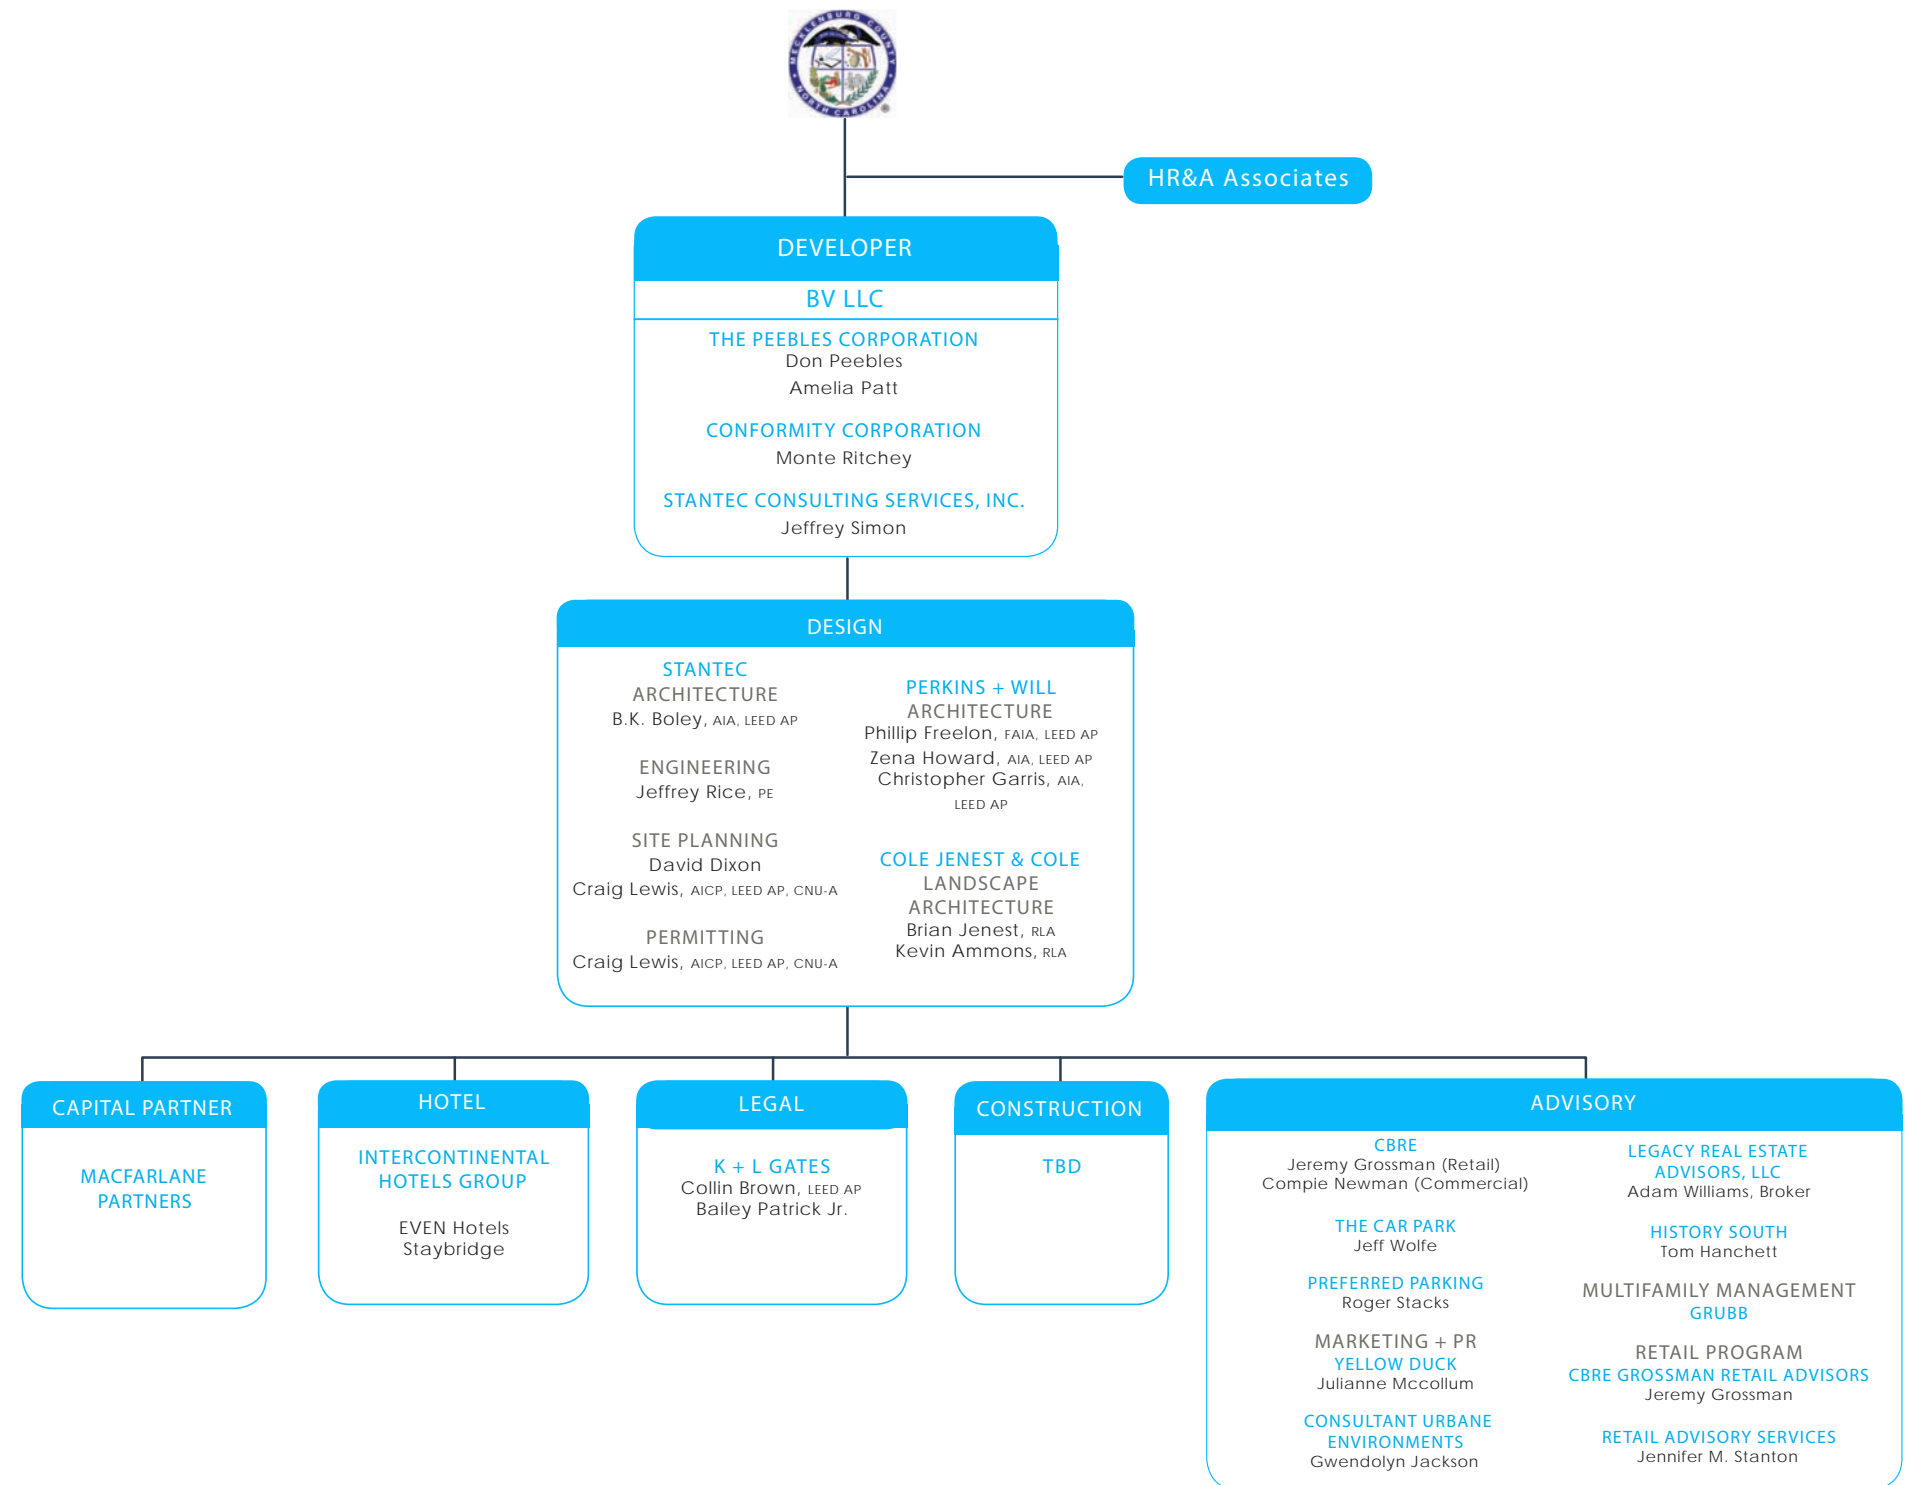 MECKLENBURG COUNTY
NORTH CAROLINA
®
HR&A Associates
DEVELOPER
BV LLC
THE PEEBLES CORPORATION
Don Peebles
Amelia Patt
CONFORMITY CORPORATION
Monte Ritchey
STANTEC CONSULTING SERVICES, INC.
Jeffrey Simon
DESIGN
STANTEC
ARCHITECTURE
B.K. Boley, AIA, LEED AP
ENGINEERING
Jeffrey Rice, PE
SITE PLANNING
David Dixon
Craig Lewis, AICP, LEED AP, CNU-A
PERMITTING
Craig Lewis, AICP, LEED AP, CNU-A
PERKINS + WILL
ARCHITECTURE
Phillip Freelon, FAIA, LEED AP
Zena Howard, AIA, LEED AP
Christopher Garris, AIA,
LEED AP
COLE JENEST & COLE
LANDSCAPE
ARCHITECTURE
Brian Jenest, RLA
Kevin Ammons, RLA
CAPITAL PARTNER
MACFARLANE
PARTNERS
HOTEL
INTERCONTINENTAL
HOTELS GROUP
EVEN Hotels
Staybridge
LEGAL
K + L GATES
Collin Brown, LEED AP
Bailey Patrick Jr.
CONSTRUCTION
TBD
ADVISORY
CBRE
Jeremy Grossman (Retail)
Compie Newman (Commercial)
THE CAR PARK
Jeff Wolfe
PREFERRED PARKING
Roger Stacks
MARKETING + PR
YELLOW DUCK
Julianne Mccollum
CONSULTANT URBANE
ENVIRONMENTS
Gwendolyn Jackson
LEGACY REAL ESTATE
ADVISORS, LLC
Adam Williams, Broker
HISTORY SOUTH
Tom Hanchett
MULTIFAMILY MANAGEMENT
GRUBB
RETAIL PROGRAM
CBRE GROSSMAN RETAIL ADVISORS
Jeremy Grossman
RETAIL ADVISORY SERVICES
Jennifer M. Stanton